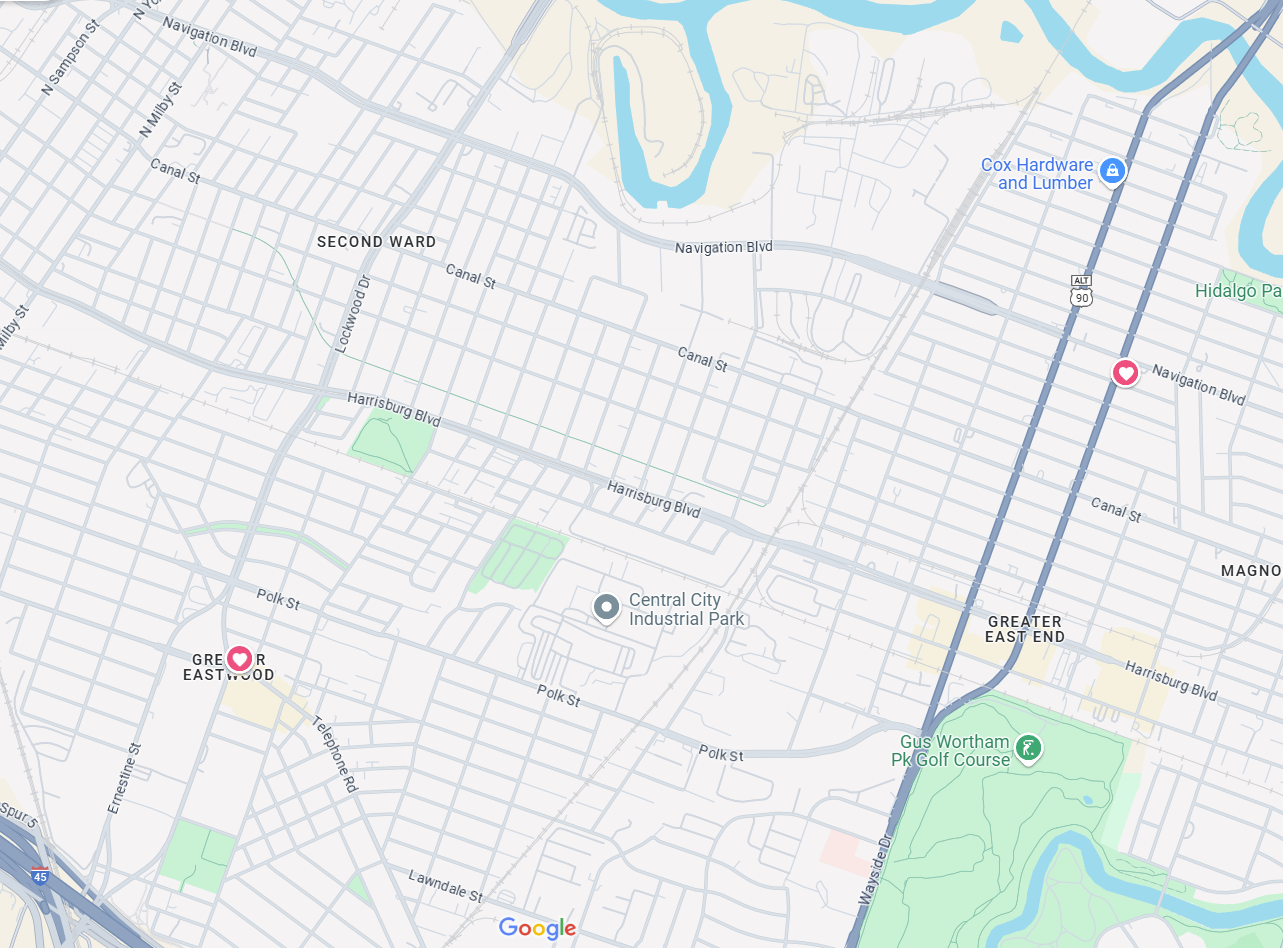 N Sampson St
N Yo
Navigation Blvd
N Milby St
Canal St
Cox Hardware
and Lumber
SECOND WARD
Navigation Blvd
Canal St
ALT
90
Hidalgo Pa
Lockwood Dr
Milby St
Canal St
Navigation Blvd
Harrisburg Blvd
Harrisburg Blvd
Canal St
MAGNO
Polk St
Central City
Industrial Park
GREATER
EAST END
GRE R
EASTWOOD
Harrisburg Blvd
Polk St
Telephone Rd
Polk St
Gus Wortham
Pk Golf Course
Ernestine St
Spur 5
45
Wayside Dr
Lawndale St
Google